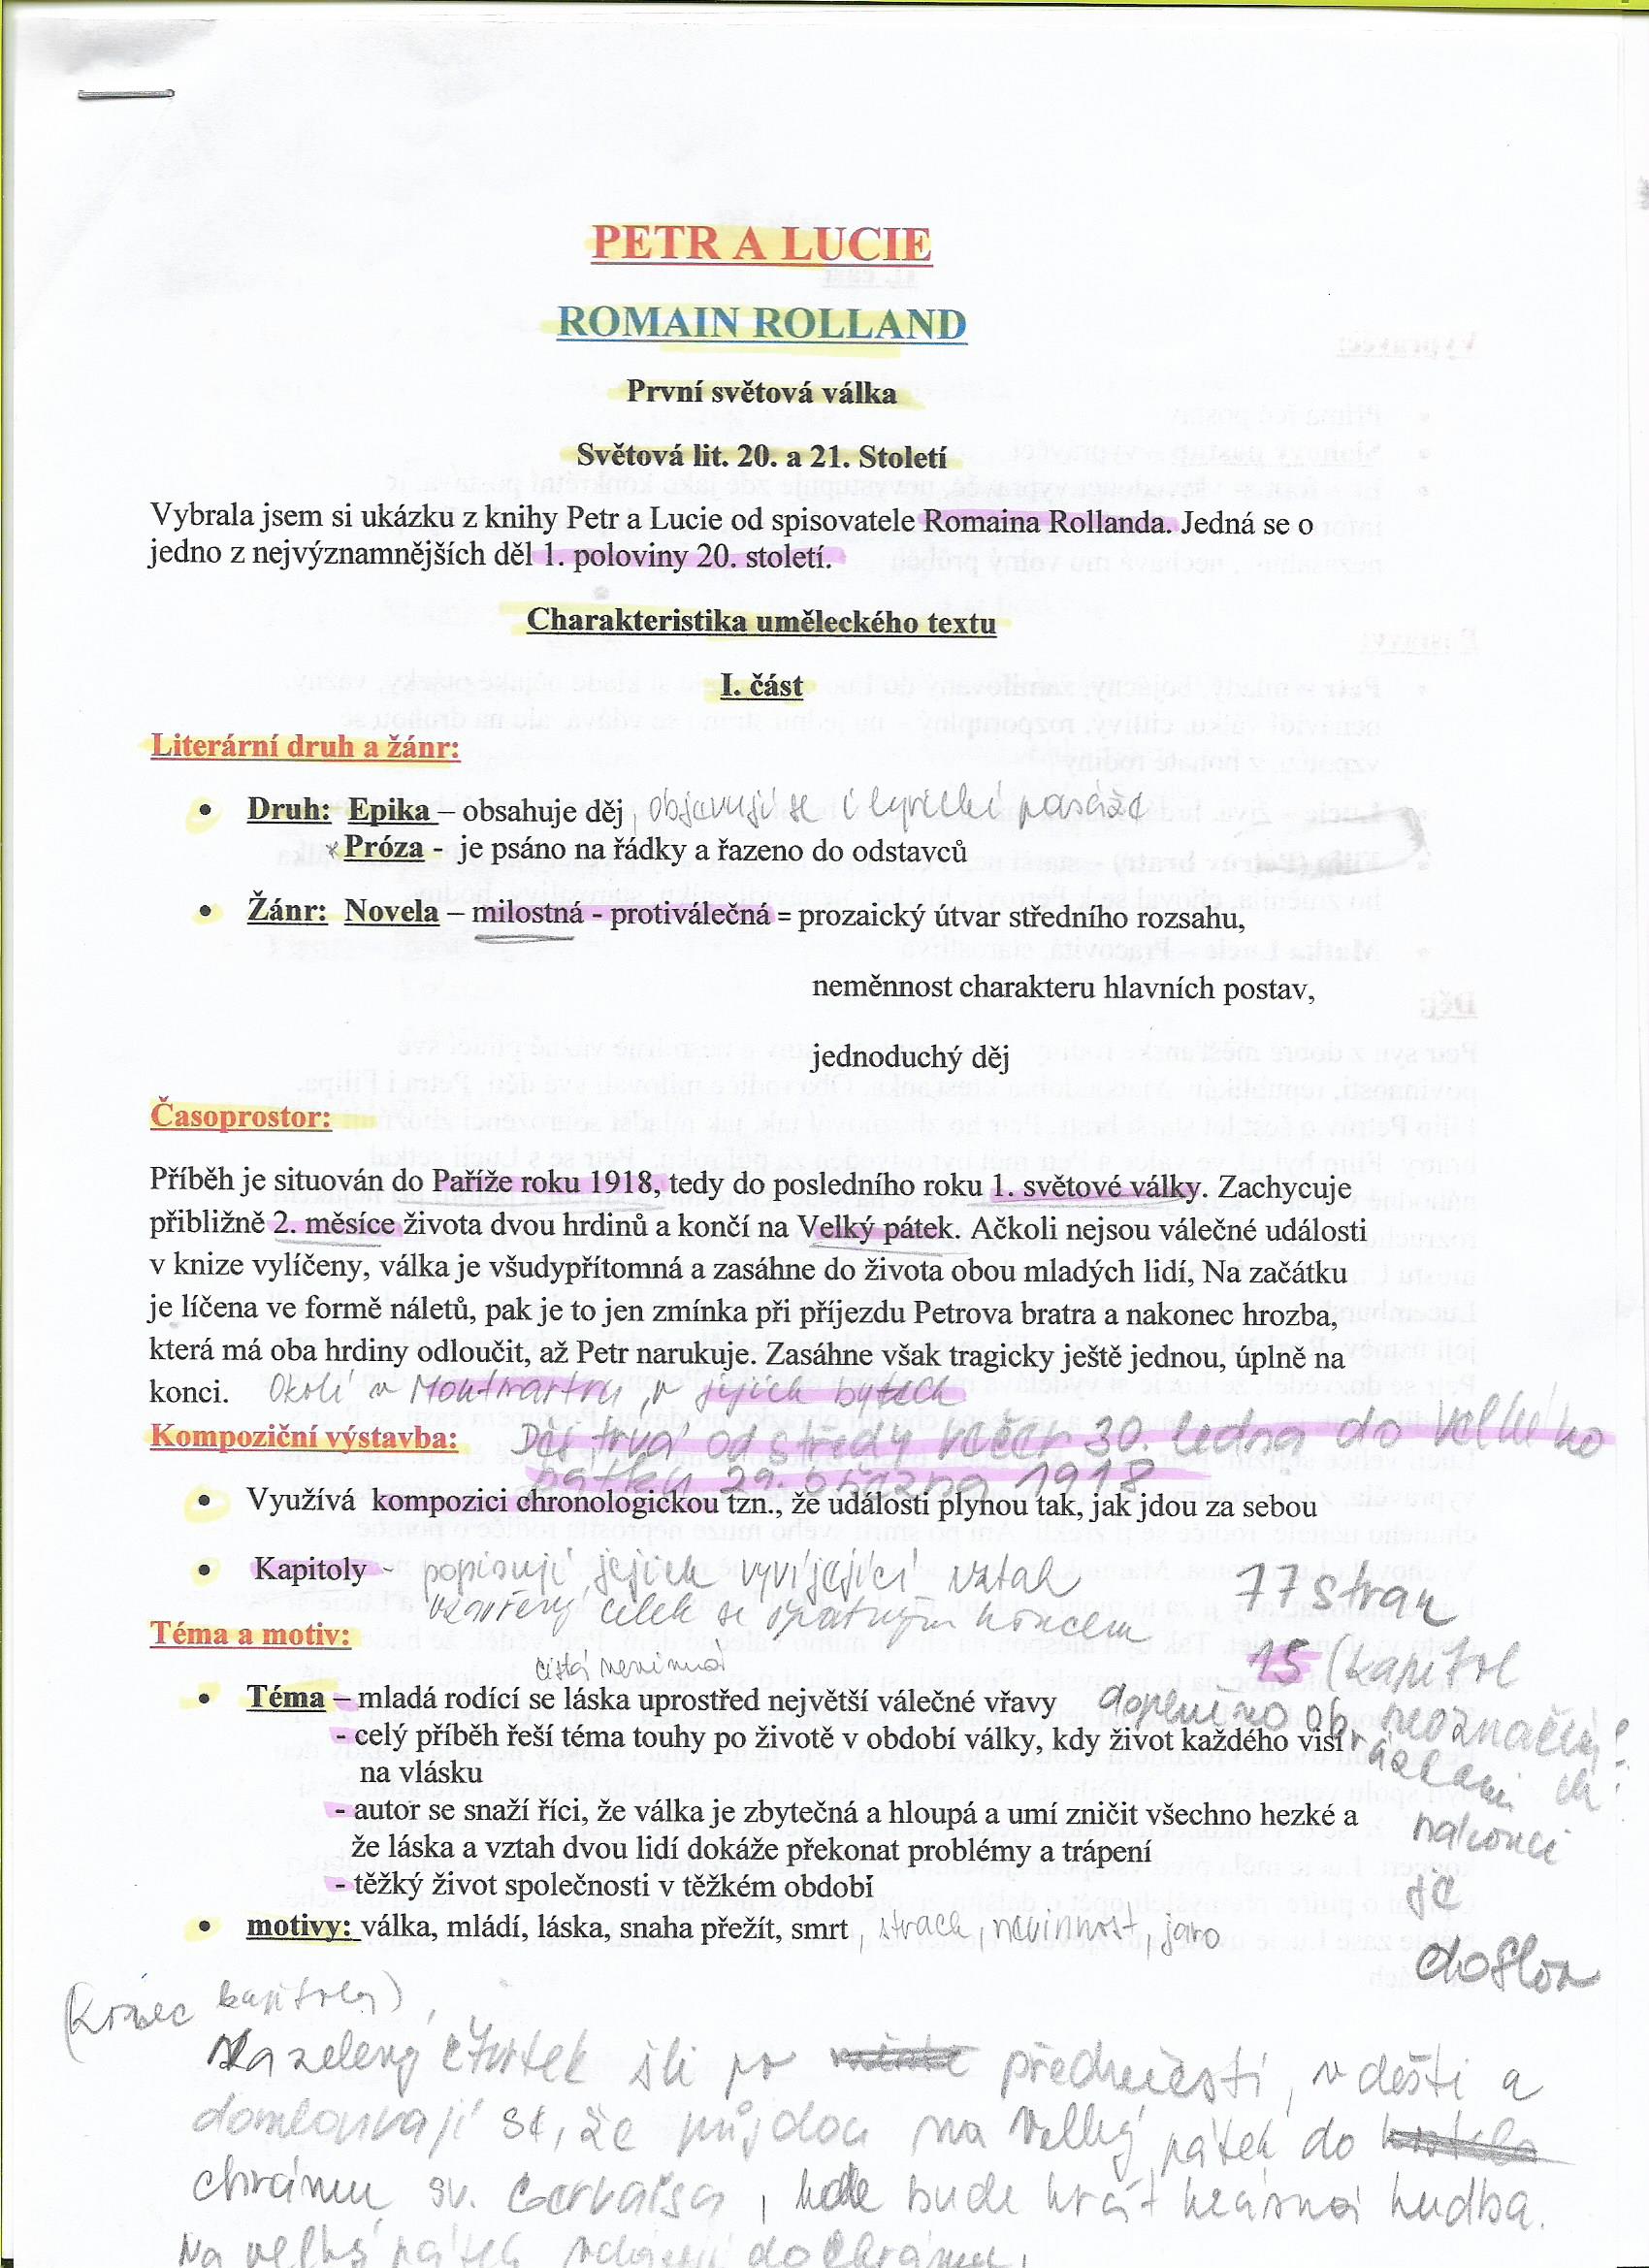 PETR A LUCIE
ROMAIN ROLLAND
První světová válka
Světová lit. 20. a 21. Století
Vybrala jsem si ukázku z knihy Petr a Lucie od spisovatele Romaina Rollanda. Jedná se o
jedno z nejvýznamnějších děl 1. poloviny 20. století.
Charakteristika uměleckého textu
I. část
Literární druh a žánr:
• Druh: Epika – obsahuje děj, objevují se i lyrické pasáže
Próza - je psáno na řádky a řazeno do odstavců
• Žánr: Novela – milostná - protiválečná = prozaický útvar středního rozsahu,
neměnnost charakteru hlavních postav,
jednoduchý děj
Časoprostor:
Příběh je situován do Paříže roku 1918, tedy do posledního roku 1. světové války. Zachycuje
přibližně 2. měsíce života dvou hrdinů a končí na Velký pátek. Ačkoli nejsou válečné události
v knize vylíčeny, válka je všudypřítomná a zasáhne do života obou mladých lidí, Na začátku
je líčena ve formě náletů, pak je to jen zmínka při příjezdu Petrova bratra a nakonec hrozba,
která má oba hrdiny odloučit, až Petr narukuje. Zasáhne však tragicky ještě jednou, úplně na
konci. Okolí v Montmartru, v jejich bytech
Kompoziční výstavba: Děj trvá od středy večer 30. ledna do velkého
pátku 29. března 1918
• Využívá kompozici chronologickou tzn., že události plynou tak, jak jdou za sebou
• Kapitoly - popisují jejich vyvíjející vztah 77 stran
uzavřený celek se špatným koncem
Téma a motiv: 15 (kapitol
čistá nevinná
neoznačený!
• Téma – mladá rodící se láska uprostřed největší válečné vřavy doplněno ob
- celý příběh řeší téma touhy po životě v období války, kdy život každého visí
na vlásku
- autor se snaží říci, že válka je zbytečná a hloupá a umí zničit všechno hezké a
že láska a vztah dvou lidí dokáže překonat problémy a trápení
nakonci
- těžký život společnosti v těžkém období
je
• motivy: válka, mládí, láska, snaha přežít, smrt, strach, nevinnost, jaro
doslov
(Konec kapitoly),
Na zelený čtvrtek šli po předměstí, v dešti a
domlouvají se, že půjdou na Velký pátek do
chrámu sv. Gervaisa, kde bude hrát krásná hudba.
Na velký pátek do chrámu,